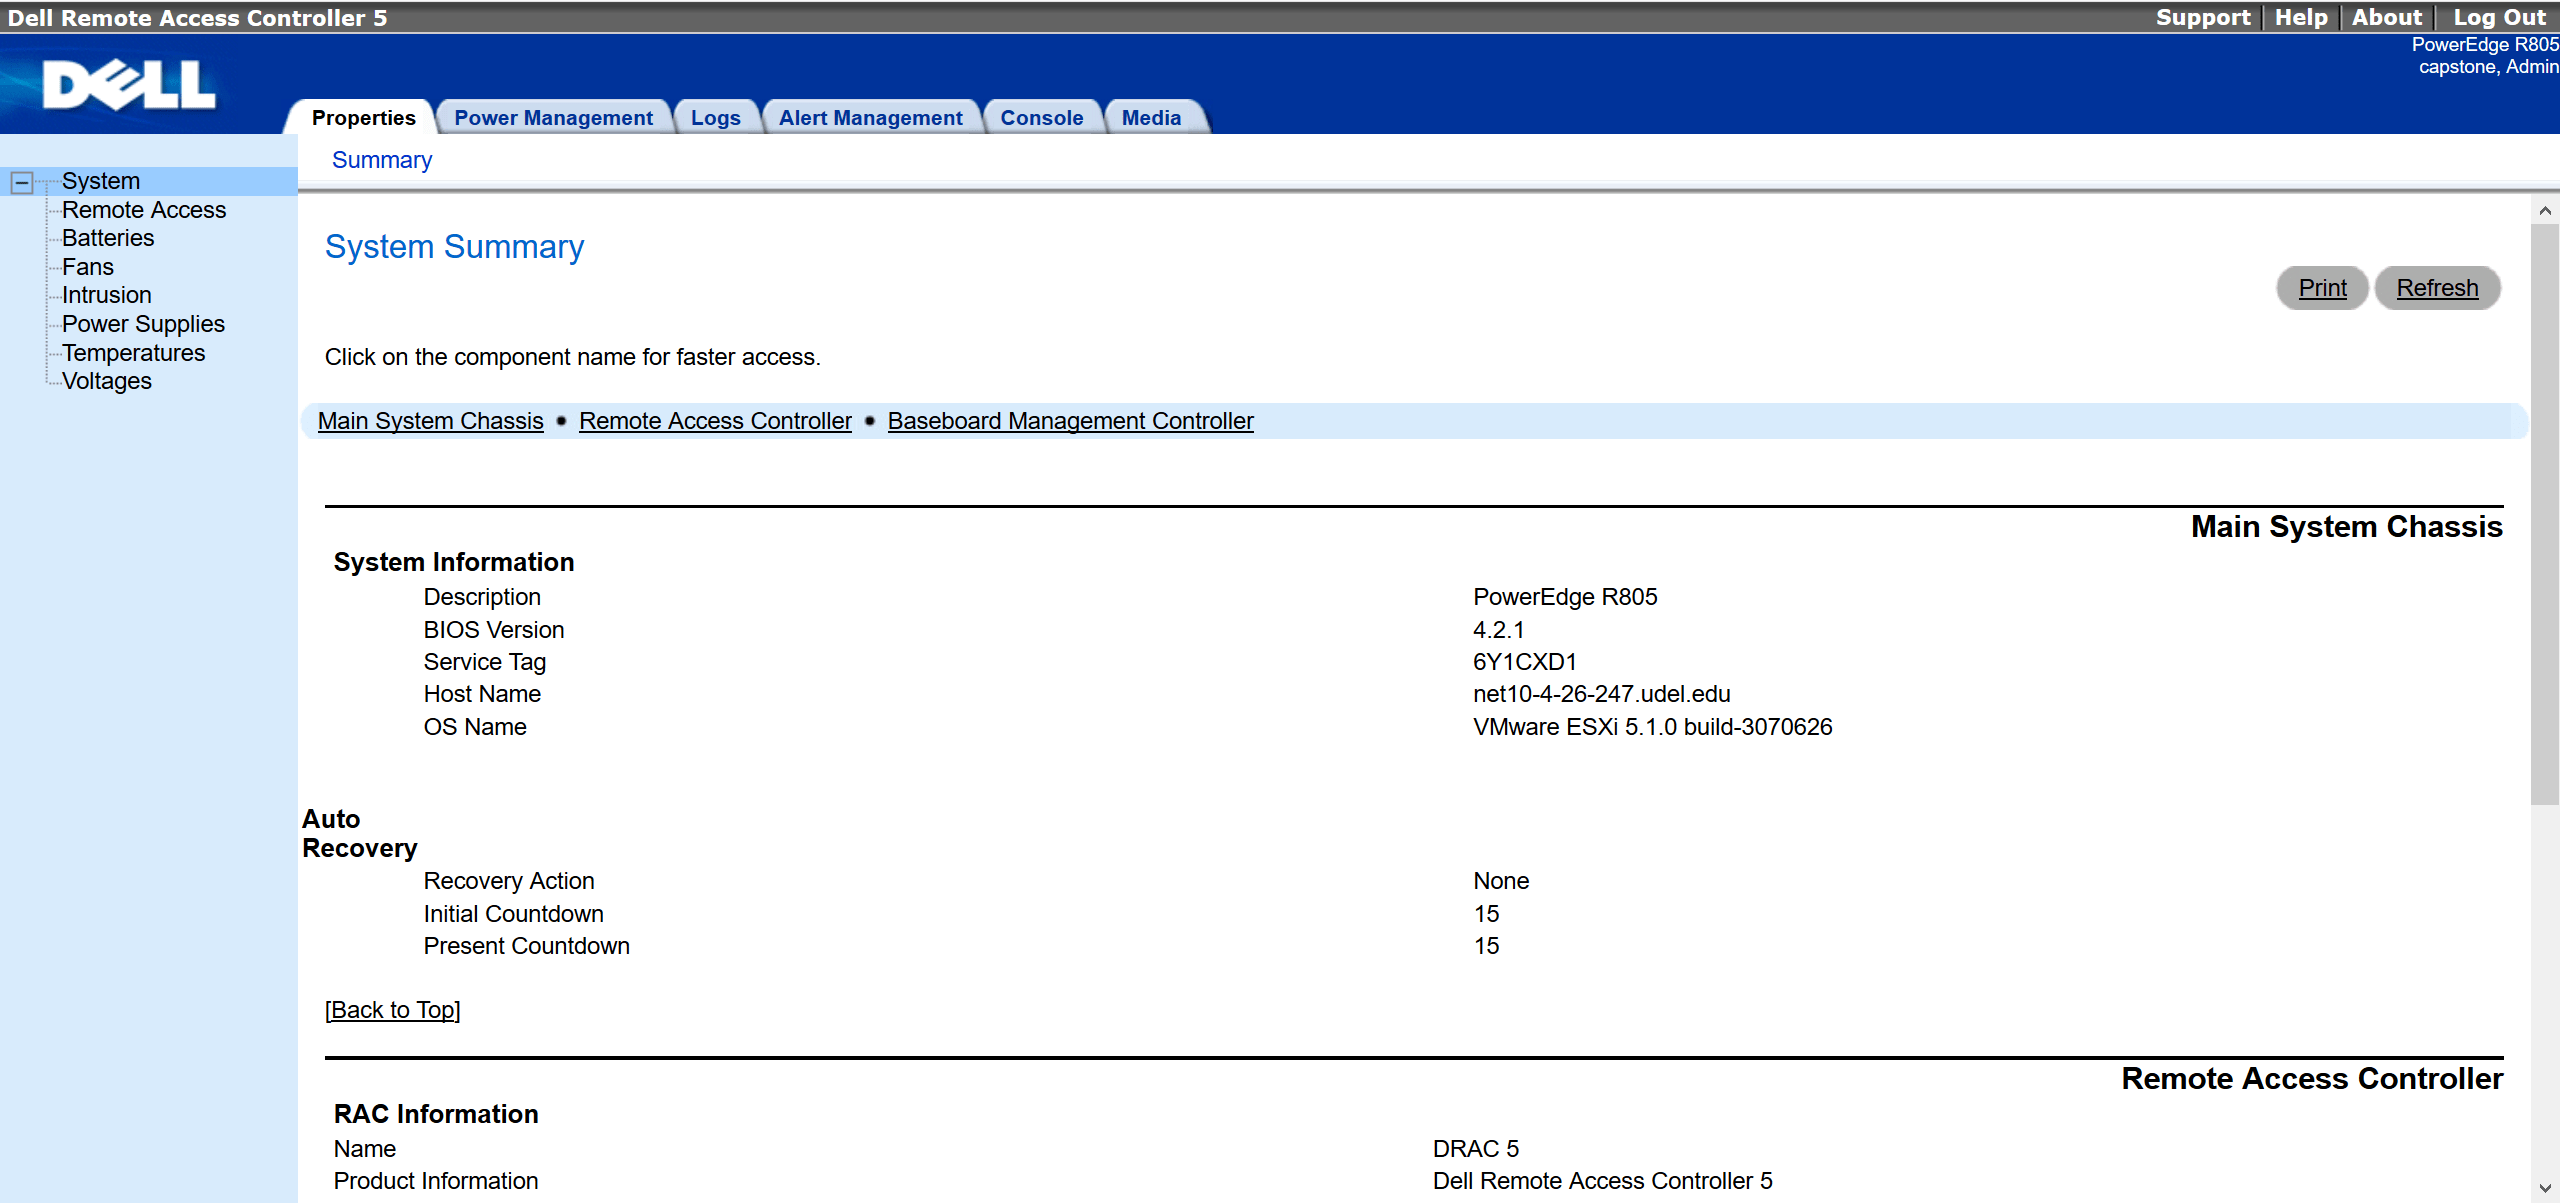 Dell Remote Access Controller 5
Support Help About Log Out
PowerEdge R805
capstone, Admin
DELL
Properties Power Management Logs Alert Management Console Media
Summary
System
Remote Access
Batteries
Fans
Intrusion
Power Supplies
Temperatures
Voltages
System Summary
Print Refresh
Click on the component name for faster access.
Main System Chassis • Remote Access Controller • Baseboard Management Controller
Main System Chassis
System Information
Description PowerEdge R805
BIOS Version 4.2.1
Service Tag 6Y1CXD1
Host Name net10-4-26-247.udel.edu
OS Name VMware ESXi 5.1.0 build-3070626
Auto
Recovery
Recovery Action None
Initial Countdown 15
Present Countdown 15
[Back to Top]
Remote Access Controller
RAC Information
Name DRAC 5
Product Information Dell Remote Access Controller 5